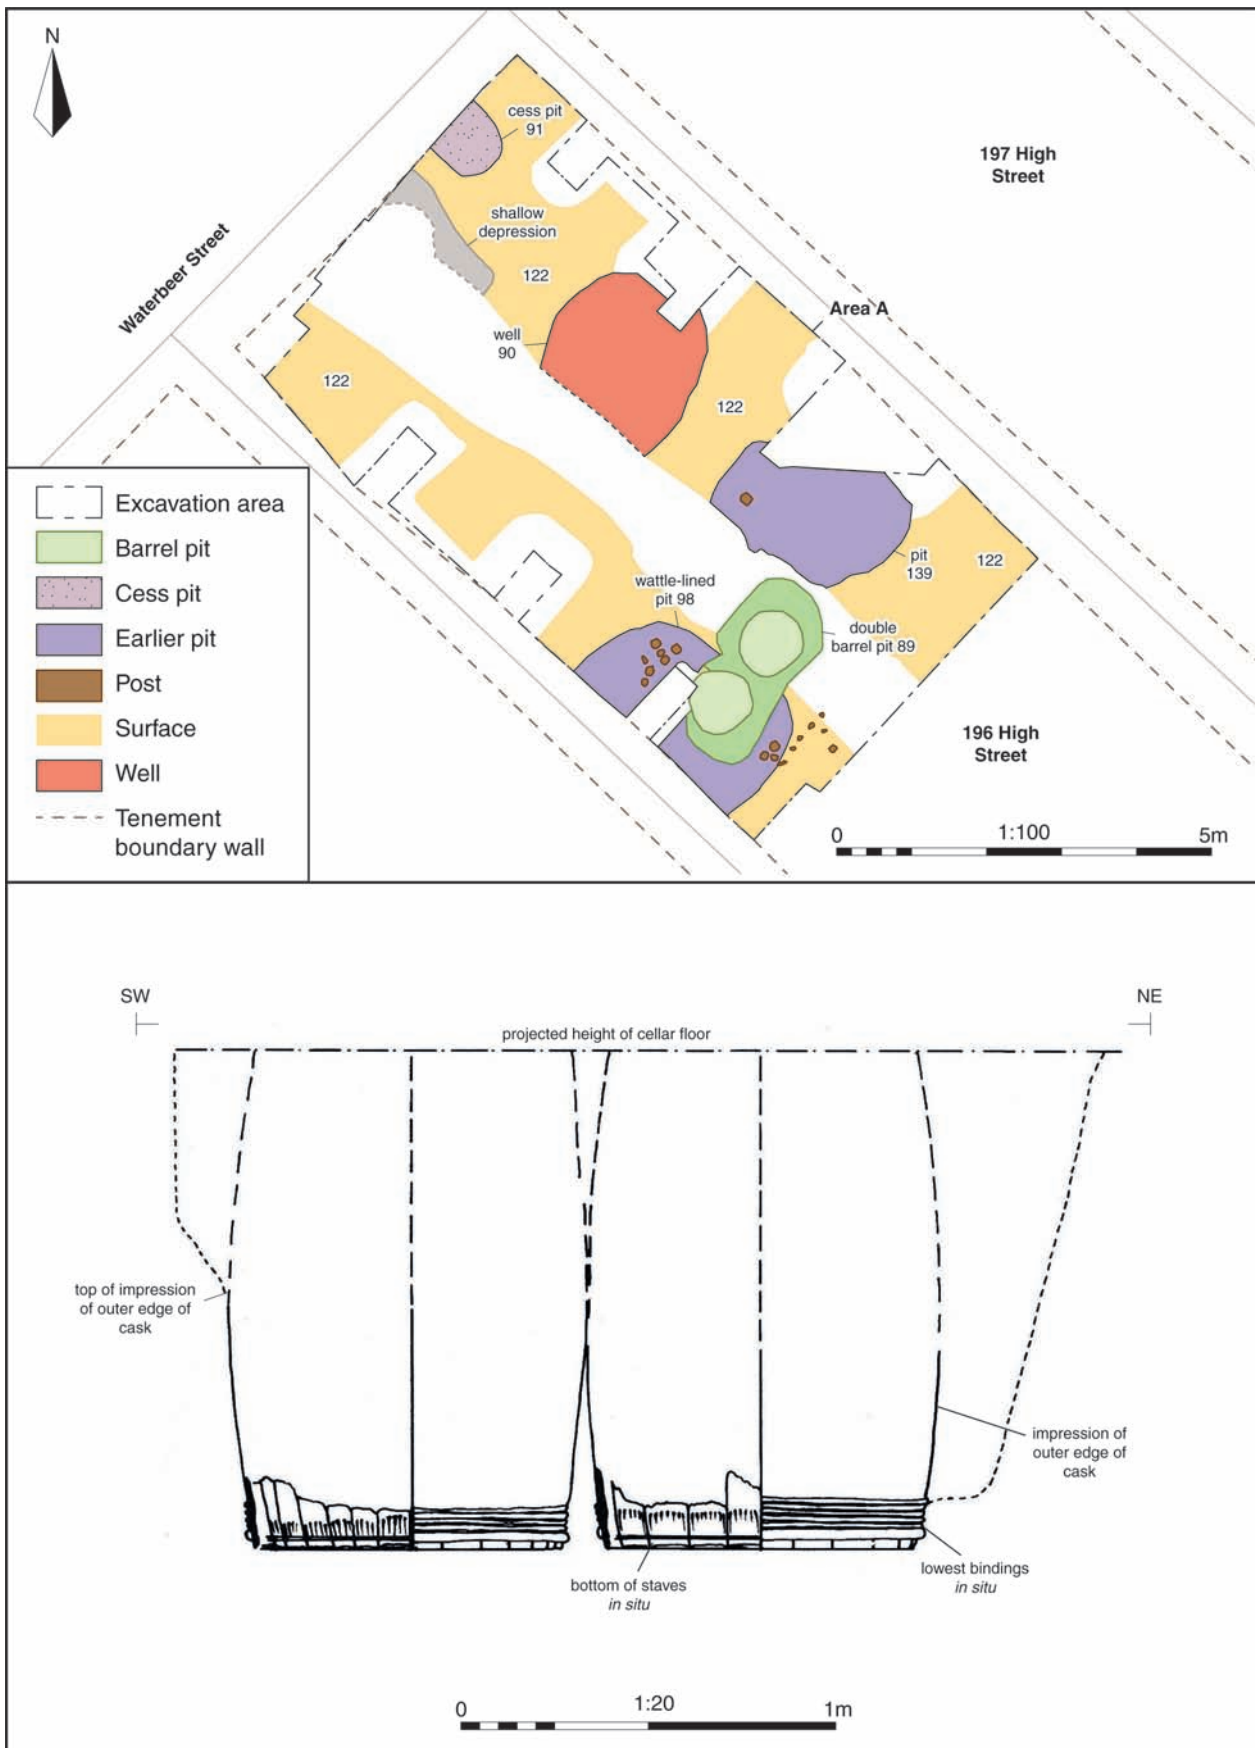 N
cess pit
91
197 High
Street
shallow
depression
122
Waterbeer Street
Area A
well
90
122
122
Excavation area
Barrel pit
Cess pit
Earlier pit
Post
Surface
Well
Tenement
boundary wall
pit
139
122
wattle-lined
pit 98
double
barrel pit 89
196 High
Street
0 1:100 5m
SW NE
projected height of cellar floor
top of impression
of outer edge of
cask
impression of
outer edge of
cask
lowest bindings
in situ
bottom of staves
in situ
0 1:20 1m